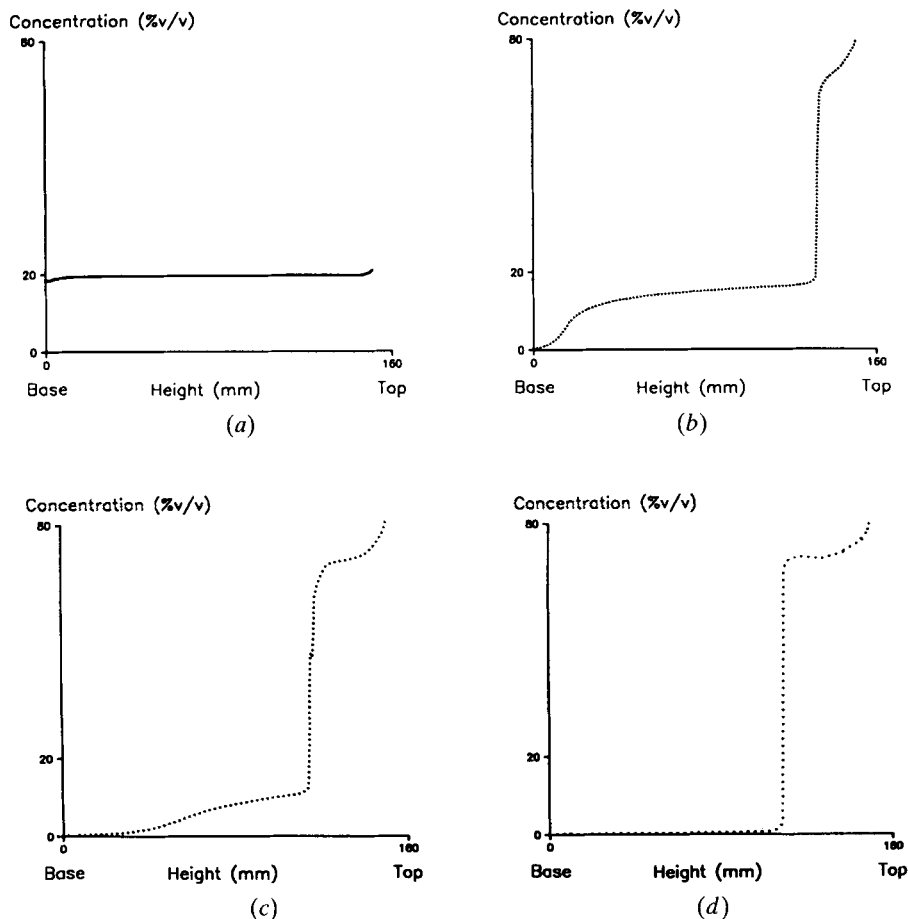 Concentration (%v/v)
80
20
0
0 160
Base Height (mm) Top
(a)
Concentration (%v/v)
80
20
0
0 160
Base Height (mm) Top
(b)
Concentration (%v/v)
80
20
0
0 160
Base Height (mm) Top
(c)
Concentration (%v/v)
80
20
0
0 160
Base Height (mm) Top
(d)